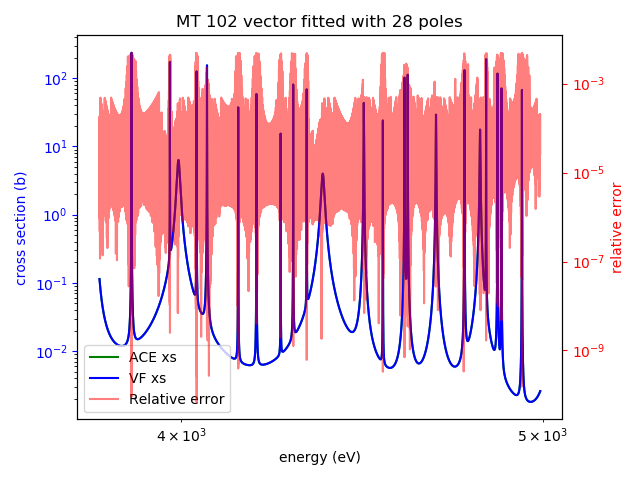 MT 102 vector fitted with 28 poles
cross section (b)
10²
10¹
10⁰
10⁻¹
10⁻²
10⁻³
10⁻⁵
10⁻⁷
10⁻⁹
relative error
ACE xs
VF xs
Relative error
4 × 10³
5 × 10³
energy (eV)